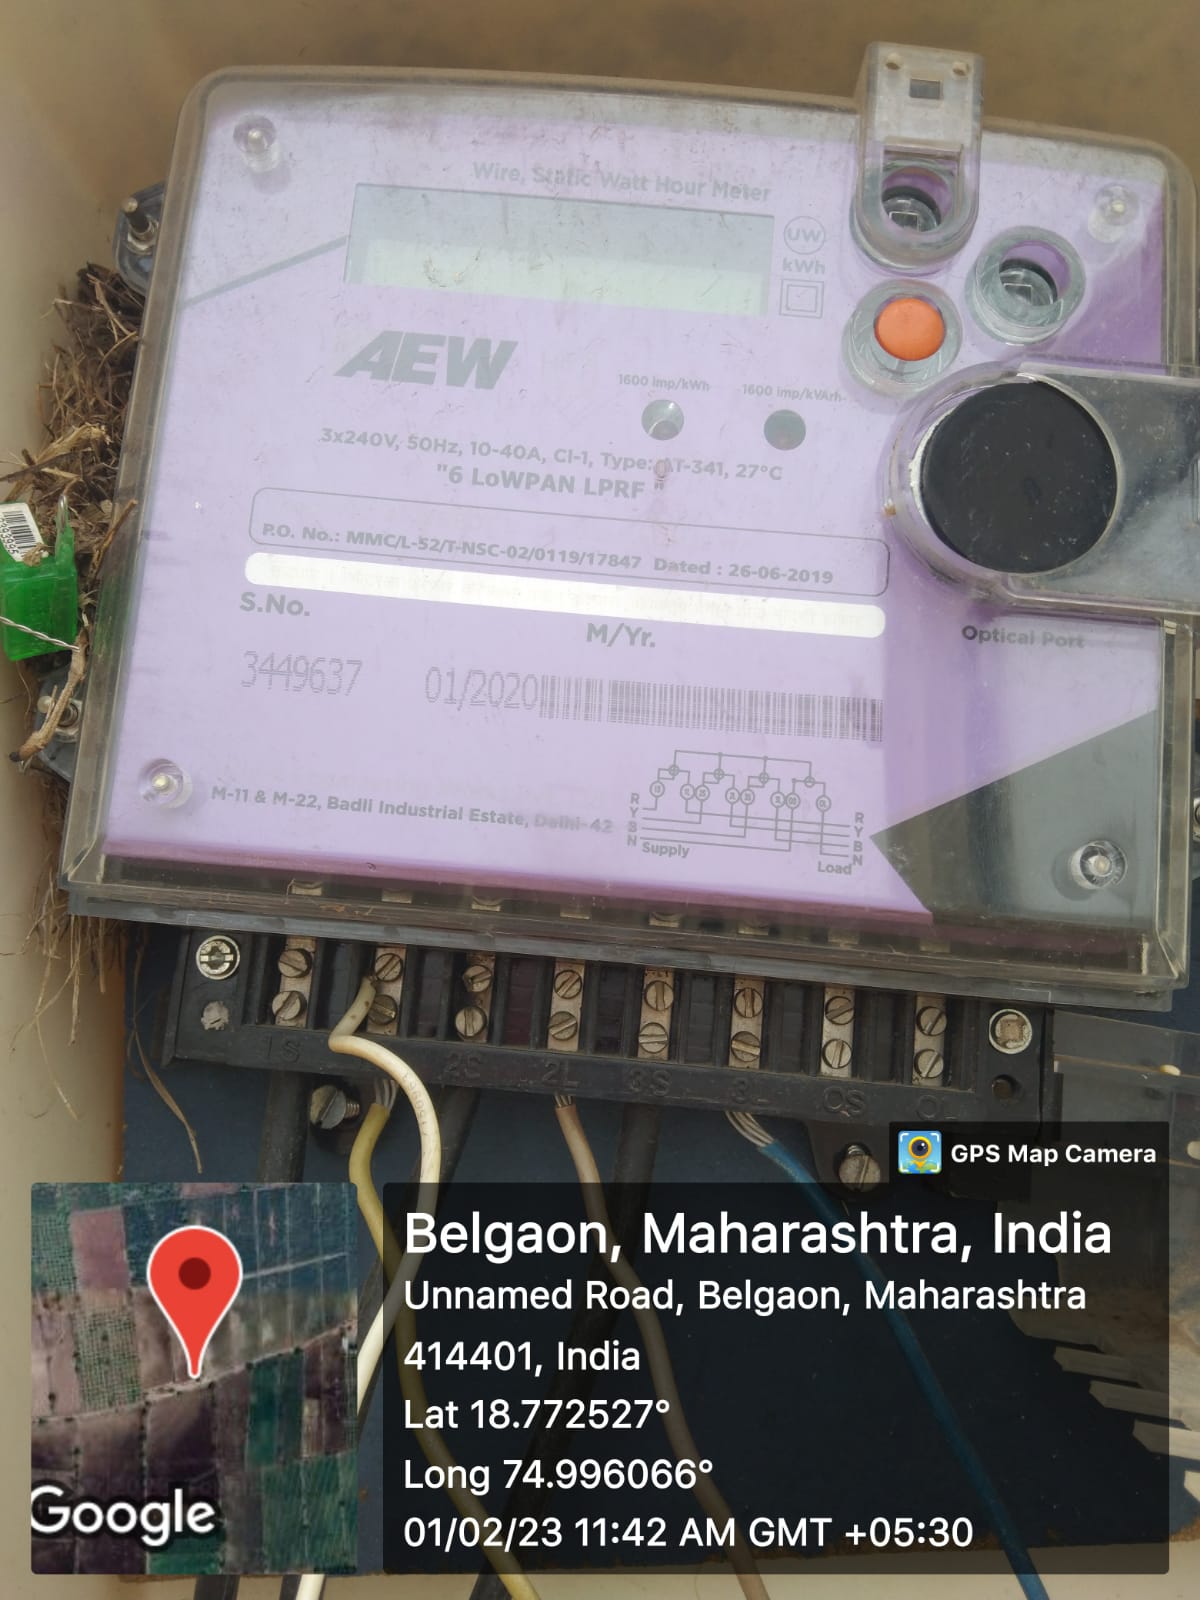 Wire, Static Watt Hour Meter
UW
kWh
AEW
1600 imp/kWh 1600 imp/kVArh
3x240V, 50Hz, 10-40A, Cl-1, Type: AT-341, 27°C
"6 LoWPAN LPRF "
P.O. No.: MMC/L-52/T-NSC-02/0119/17847 Dated : 26-06-2019
S.No. M/Yr.
Optical Port
3449637 01/2020
M-11 & M-22, Badli Industrial Estate, Delhi-42
R
Y
B
N
Supply
R
Y
B
N
Load
1S 2S 2L 3S 3L OS OL
GPS Map Camera
Belgaon, Maharashtra, India
Unnamed Road, Belgaon, Maharashtra
414401, India
Lat 18.772527°
Long 74.996066°
01/02/23 11:42 AM GMT +05:30
Google